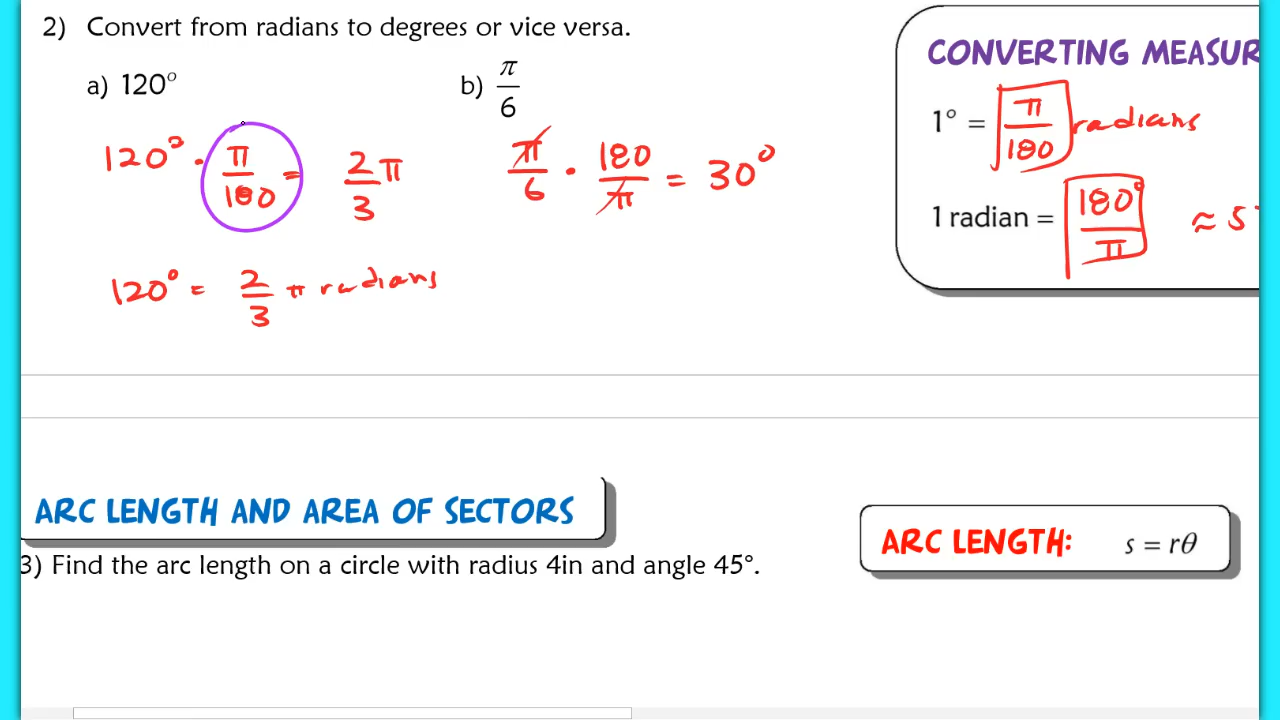 2) Convert from radians to degrees or vice versa.
a) 120°
b) π/6
120° · π/180 = 2/3 π
π/6 · 180/π = 30°
120° = 2/3 π radians
CONVERTING MEASUR
1° = π/180 radians
1 radian = 180°/π ≈ 5
ARC LENGTH AND AREA OF SECTORS
ARC LENGTH: s = rθ
3) Find the arc length on a circle with radius 4in and angle 45°.